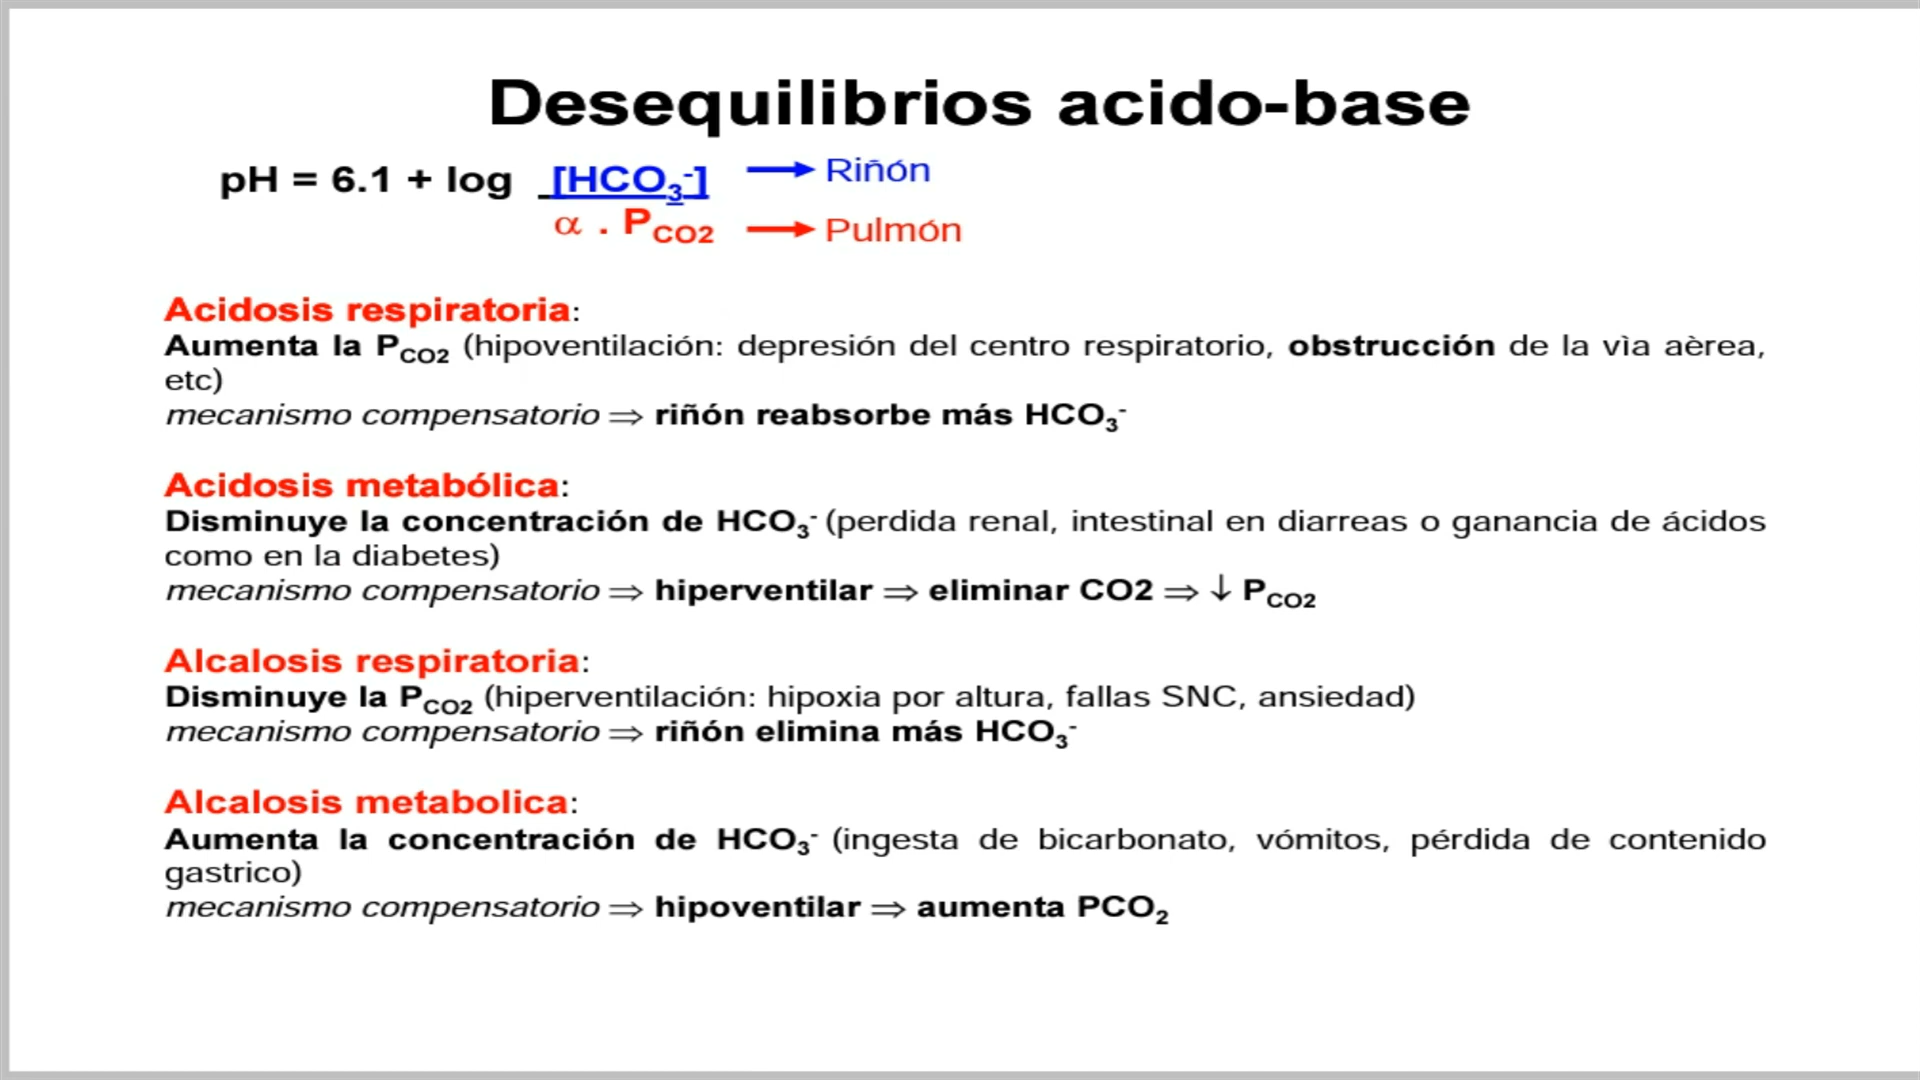 Desequilibrios acido-base
pH = 6.1 + log [HCO₃⁻] → Riñón
α . P_CO2 → Pulmón
Acidosis respiratoria:
Aumenta la P_CO2 (hipoventilación: depresión del centro respiratorio, obstrucción de la vìa aèrea,
etc)
mecanismo compensatorio ⇒ riñón reabsorbe más HCO₃⁻
Acidosis metabólica:
Disminuye la concentración de HCO₃⁻ (perdida renal, intestinal en diarreas o ganancia de ácidos
como en la diabetes)
mecanismo compensatorio ⇒ hiperventilar ⇒ eliminar CO2 ⇒ ↓ P_CO2
Alcalosis respiratoria:
Disminuye la P_CO2 (hiperventilación: hipoxia por altura, fallas SNC, ansiedad)
mecanismo compensatorio ⇒ riñón elimina más HCO₃⁻
Alcalosis metabolica:
Aumenta la concentración de HCO₃⁻ (ingesta de bicarbonato, vómitos, pérdida de contenido
gastrico)
mecanismo compensatorio ⇒ hipoventilar ⇒ aumenta PCO₂